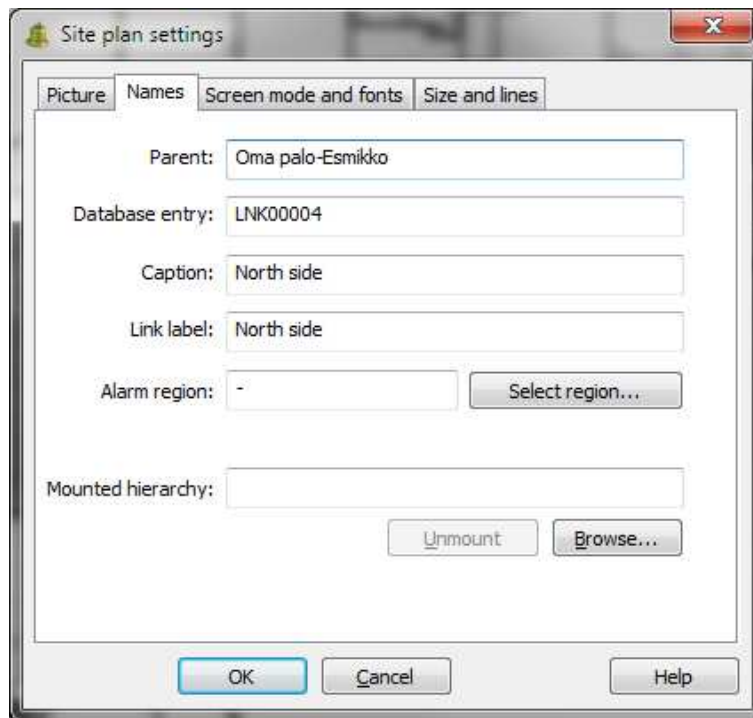 Site plan settings
Picture Names Screen mode and fonts Size and lines
Parent: Oma palo-Esmikko
Database entry: LNK00004
Caption: North side
Link label: North side
Alarm region: - Select region...
Mounted hierarchy:
Unmount Browse...
OK Cancel Help